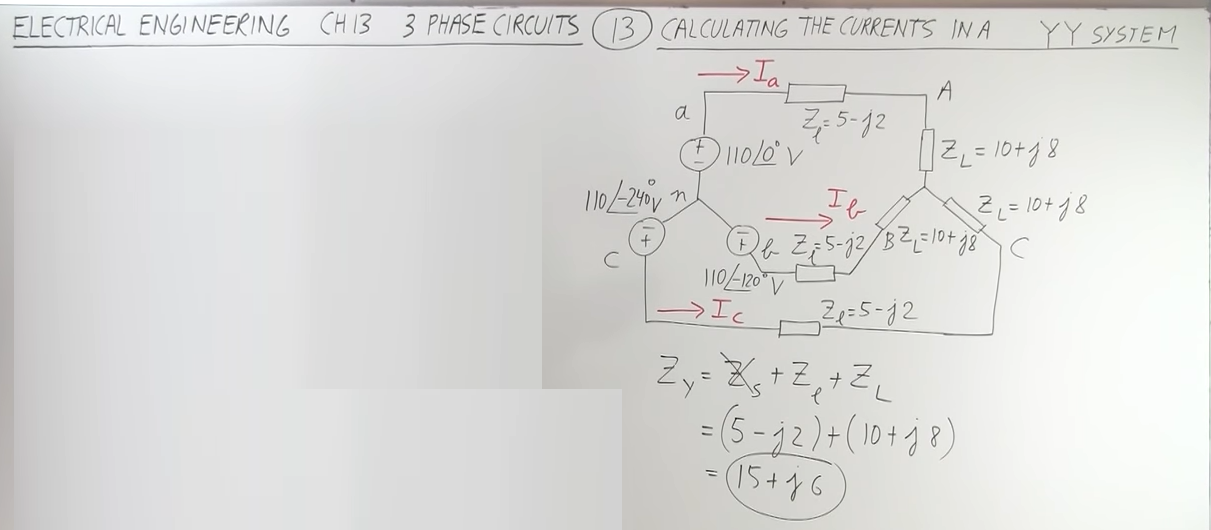 ELECTRICAL ENGINEERING CH 13 3 PHASE CIRCUITS 13 CALCULATING THE CURRENTS IN A YY SYSTEM
→ Ia
A
a
Zℓ = 5 - j2
+
110∠0° V
ZL = 10 + j8
110∠-240° V
n
→ Ib
ZL = 10 + j8
- +
- +
b
Zℓ = 5 - j2
B
ZL = 10 + j8
C
C
110∠-120° V
→ Ic
Zℓ = 5 - j2
ZY = Zs + Zℓ + ZL
= (5 - j2) + (10 + j8)
= 15 + j6